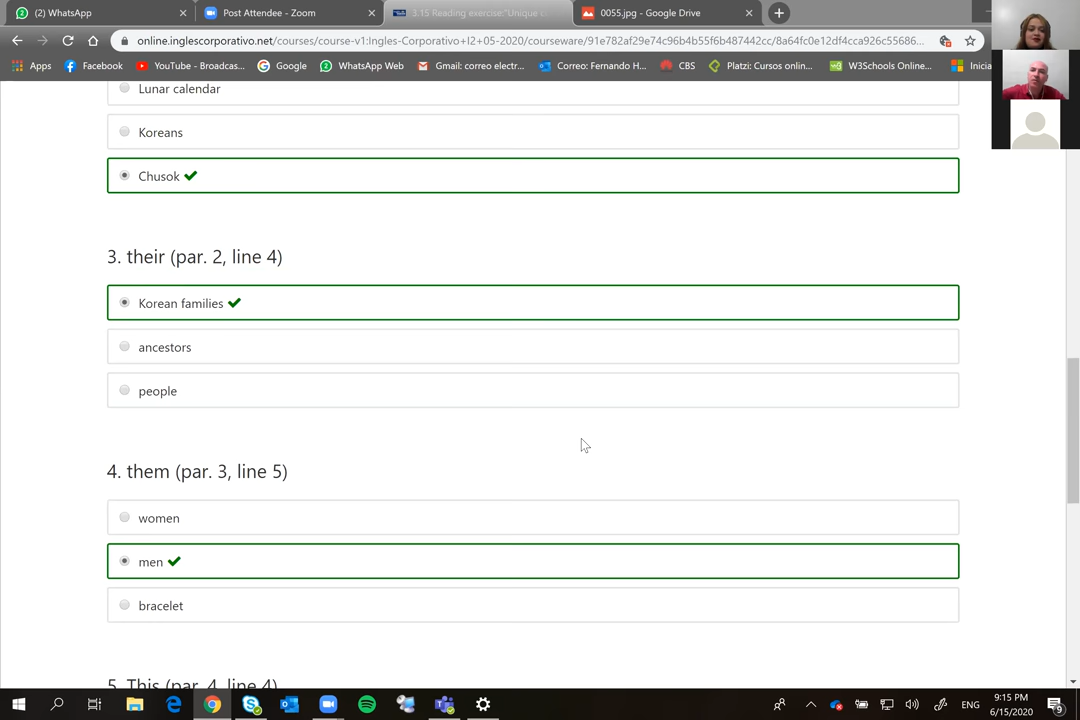 (2) WhatsApp
Post Attendee - Zoom
3.15 Reading exercise:"Unique c
0055.jpg - Google Drive
online.inglescorporativo.net/courses/course-v1:Ingles-Corporativo+I2+05-2020/courseware/91e782af29e74c96b4b55f6b487442cc/8a64fc0e12df4cca926c55686...
Apps
Facebook
YouTube - Broadcas...
Google
WhatsApp Web
Gmail: correo electr...
Correo: Fernando H...
CBS
Platzi: Cursos onlin...
W3Schools Online...
Inicia
Lunar calendar
Koreans
Chusok
3. their (par. 2, line 4)
Korean families
ancestors
people
4. them (par. 3, line 5)
women
men
bracelet
5. This (par. 4, line 4)
ENG
9:15 PM
6/15/2020
9